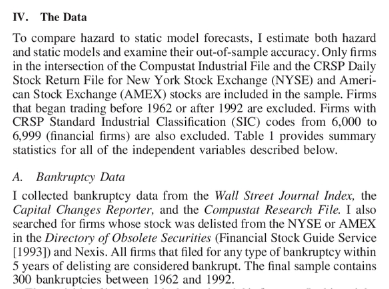 IV. The Data
To compare hazard to static model forecasts, I estimate both hazard
and static models and examine their out-of-sample accuracy. Only firms
in the intersection of the Compustat Industrial File and the CRSP Daily
Stock Return File for New York Stock Exchange (NYSE) and Ameri-
can Stock Exchange (AMEX) stocks are included in the sample. Firms
that began trading before 1962 or after 1992 are excluded. Firms with
CRSP Standard Industrial Classification (SIC) codes from 6,000 to
6,999 (financial firms) are also excluded. Table 1 provides summary
statistics for all of the independent variables described below.
A. Bankruptcy Data
I collected bankruptcy data from the Wall Street Journal Index, the
Capital Changes Reporter, and the Compustat Research File. I also
searched for firms whose stock was delisted from the NYSE or AMEX
in the Directory of Obsolete Securities (Financial Stock Guide Service
[1993]) and Nexis. All firms that filed for any type of bankruptcy within
5 years of delisting are considered bankrupt. The final sample contains
300 bankruptcies between 1962 and 1992.